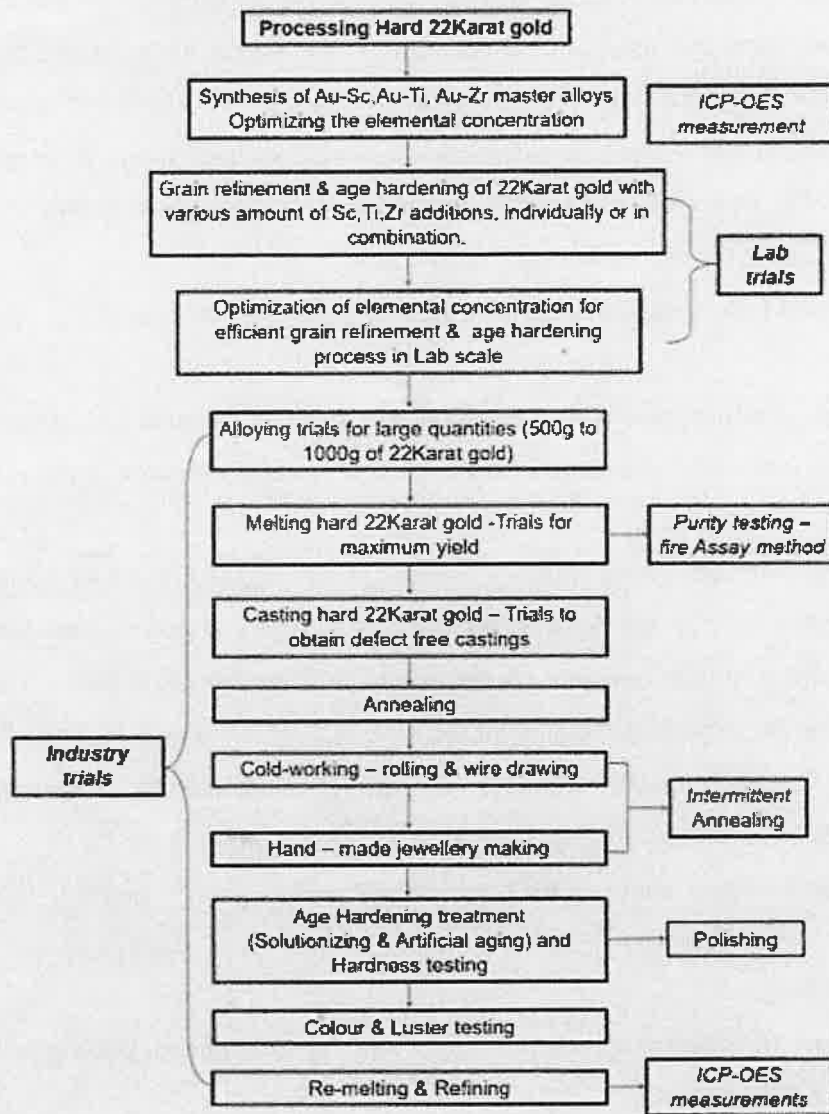 Processing Hard 22Karat gold
Synthesis of Au-Sc,Au-Ti, Au-Zr master alloys
Optimizing the elemental concentration
ICP-OES
measurement
Grain refinement & age hardening of 22Karat gold with
various amount of Sc,Ti,Zr additions, individually or in
combination.
Lab
trials
Optimization of elemental concentration for
efficient grain refinement & age hardening
process in Lab scale
Alloying trials for large quantities (500g to
1000g of 22Karat gold)
Melting hard 22Karat gold -Trials for
maximum yield
Purity testing –
fire Assay method
Casting hard 22Karat gold – Trials to
obtain defect free castings
Annealing
Industry
trials
Cold-working – rolling & wire drawing
Intermittent
Annealing
Hand – made jewellery making
Age Hardening treatment
(Solutionizing & Artificial aging) and
Hardness testing
Polishing
Colour & Luster testing
Re-melting & Refining
ICP-OES
measurements